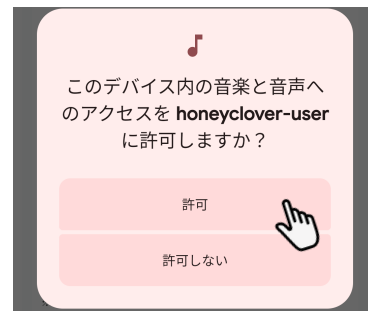 このデバイス内の音楽と音声へ
のアクセスを honeyclover-user
に許可しますか？
許可
許可しない